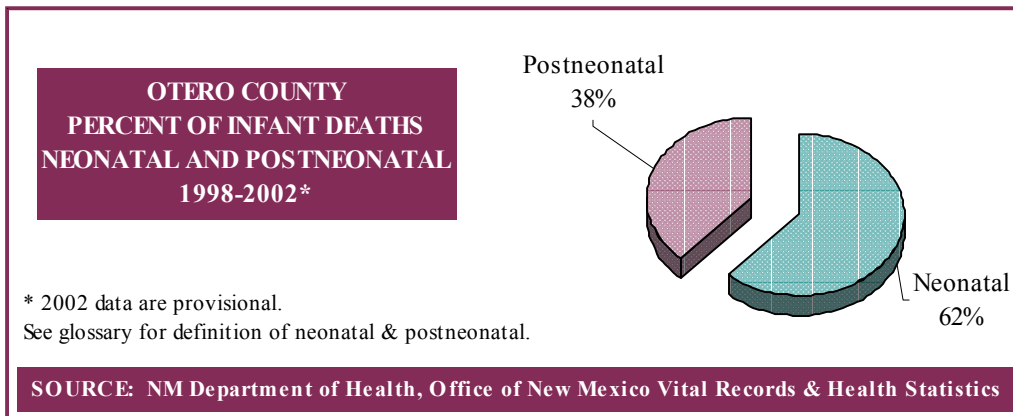 OTERO COUNTY
PERCENT OF INFANT DEATHS
NEONATAL AND POSTNEONATAL
1998-2002*
Postneonatal
38%
Neonatal
62%
* 2002 data are provisional.
See glossary for definition of neonatal & postneonatal.
SOURCE: NM Department of Health, Office of New Mexico Vital Records & Health Statistics